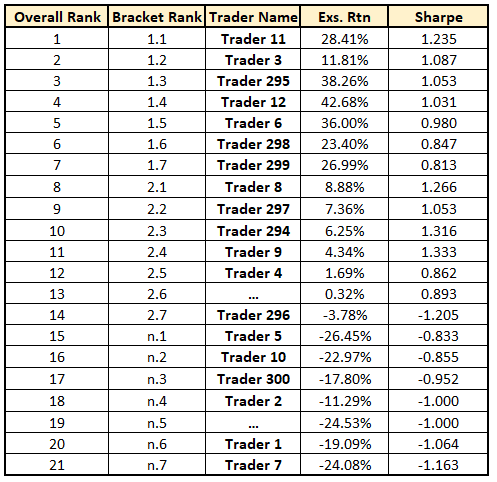 Overall Rank Bracket Rank Trader Name Exs. Rtn Sharpe
1 1.1 Trader 11 28.41% 1.235
2 1.2 Trader 3 11.81% 1.087
3 1.3 Trader 295 38.26% 1.053
4 1.4 Trader 12 42.68% 1.031
5 1.5 Trader 6 36.00% 0.980
6 1.6 Trader 298 23.40% 0.847
7 1.7 Trader 299 26.99% 0.813
8 2.1 Trader 8 8.88% 1.266
9 2.2 Trader 297 7.36% 1.053
10 2.3 Trader 294 6.25% 1.316
11 2.4 Trader 9 4.34% 1.333
12 2.5 Trader 4 1.69% 0.862
13 2.6 ... 0.32% 0.893
14 2.7 Trader 296 -3.78% -1.205
15 n.1 Trader 5 -26.45% -0.833
16 n.2 Trader 10 -22.97% -0.855
17 n.3 Trader 300 -17.80% -0.952
18 n.4 Trader 2 -11.29% -1.000
19 n.5 ... -24.53% -1.000
20 n.6 Trader 1 -19.09% -1.064
21 n.7 Trader 7 -24.08% -1.163